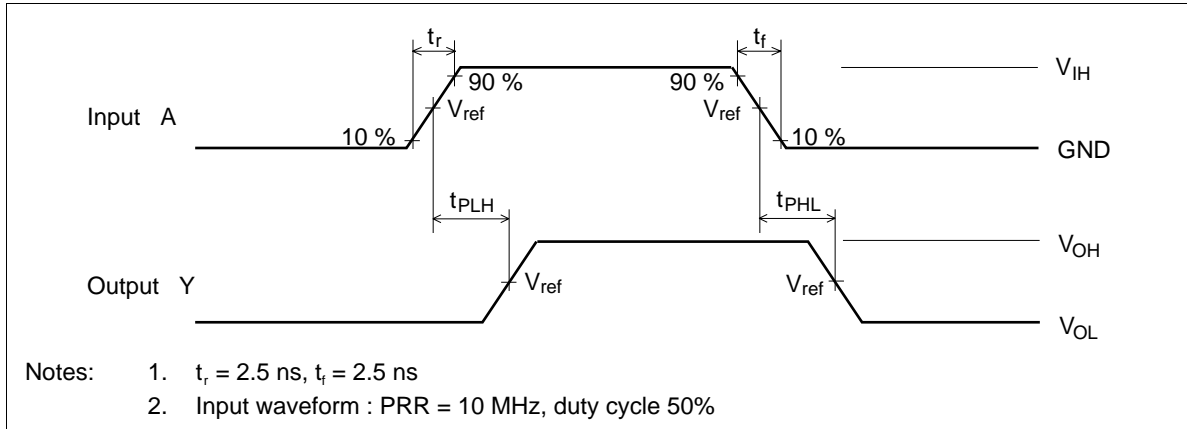 tr
tf
90 %
90 %
VIH
Input A
Vref
Vref
10 %
10 %
GND
tPLH
tPHL
VOH
Output Y
Vref
Vref
VOL
Notes: 1. tr = 2.5 ns, tf = 2.5 ns
2. Input waveform : PRR = 10 MHz, duty cycle 50%